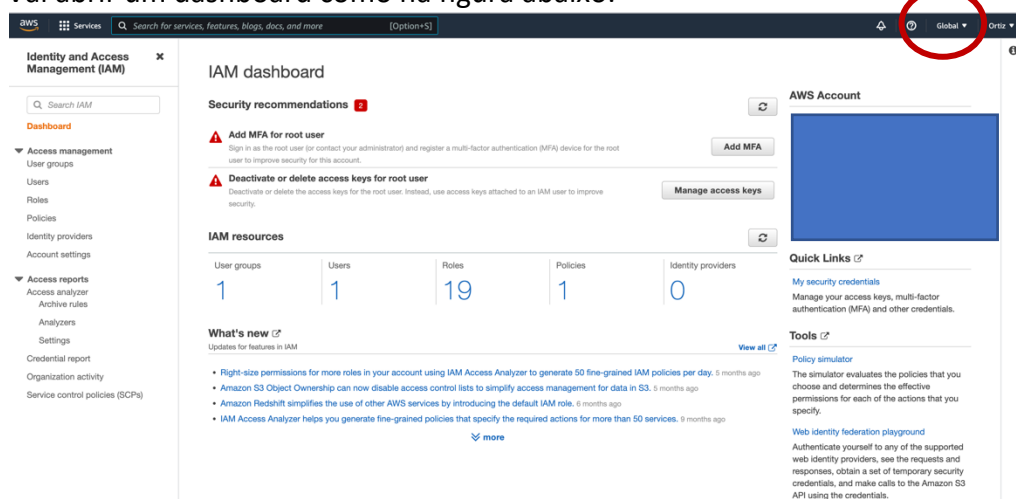 Vai abrir um dashboard como na figura abaixo:
aws Services Search for services, features, blogs, docs, and more [Option+S] Global Ortiz
Identity and Access
Management (IAM)
Search IAM
Dashboard
Access management
User groups
Users
Roles
Policies
Identity providers
Account settings
Access reports
Access analyzer
Archive rules
Analyzers
Settings
Credential report
Organization activity
Service control policies (SCPs)
IAM dashboard
Security recommendations 2
Add MFA for root user
Sign in as the root user (or contact your administrator) and register a multi-factor authentication (MFA) device for the root
user to improve security for this account.
Add MFA
Deactivate or delete access keys for root user
Deactivate or delete the access keys for the root user. Instead, use access keys attached to an IAM user to improve
security.
Manage access keys
IAM resources
User groups Users Roles Policies Identity providers
1 1 19 1 0
What's new
Updates for features in IAM
View all
• Right-size permissions for more roles in your account using IAM Access Analyzer to generate 50 fine-grained IAM policies per day. 5 months ago
• Amazon S3 Object Ownership can now disable access control lists to simplify access management for data in S3. 5 months ago
• Amazon Redshift simplifies the use of other AWS services by introducing the default IAM role. 6 months ago
• IAM Access Analyzer helps you generate fine-grained policies that specify the required actions for more than 50 services. 9 months ago
more
AWS Account
Quick Links
My security credentials
Manage your access keys, multi-factor
authentication (MFA) and other credentials.
Tools
Policy simulator
The simulator evaluates the policies that you
choose and determines the effective
permissions for each of the actions that you
specify.
Web identity federation playground
Authenticate yourself to any of the supported
web identity providers, see the requests and
responses, obtain a set of temporary security
credentials, and make calls to the Amazon S3
API using the credentials.